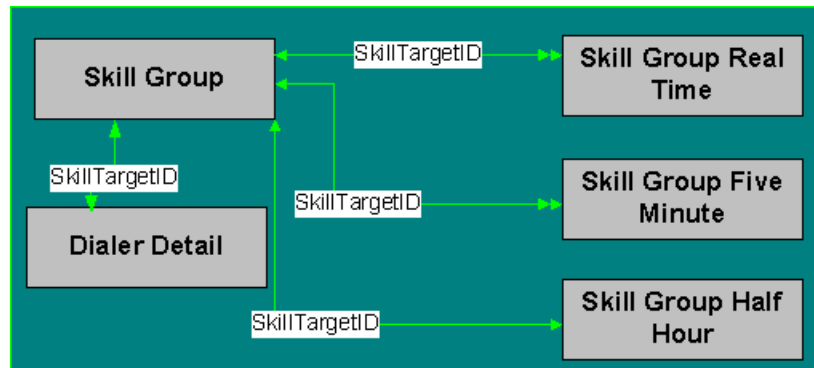 Skill Group
SkillTargetID
Skill Group Real
Time
SkillTargetID
Dialer Detail
SkillTargetID
Skill Group Five
Minute
SkillTargetID
Skill Group Half
Hour